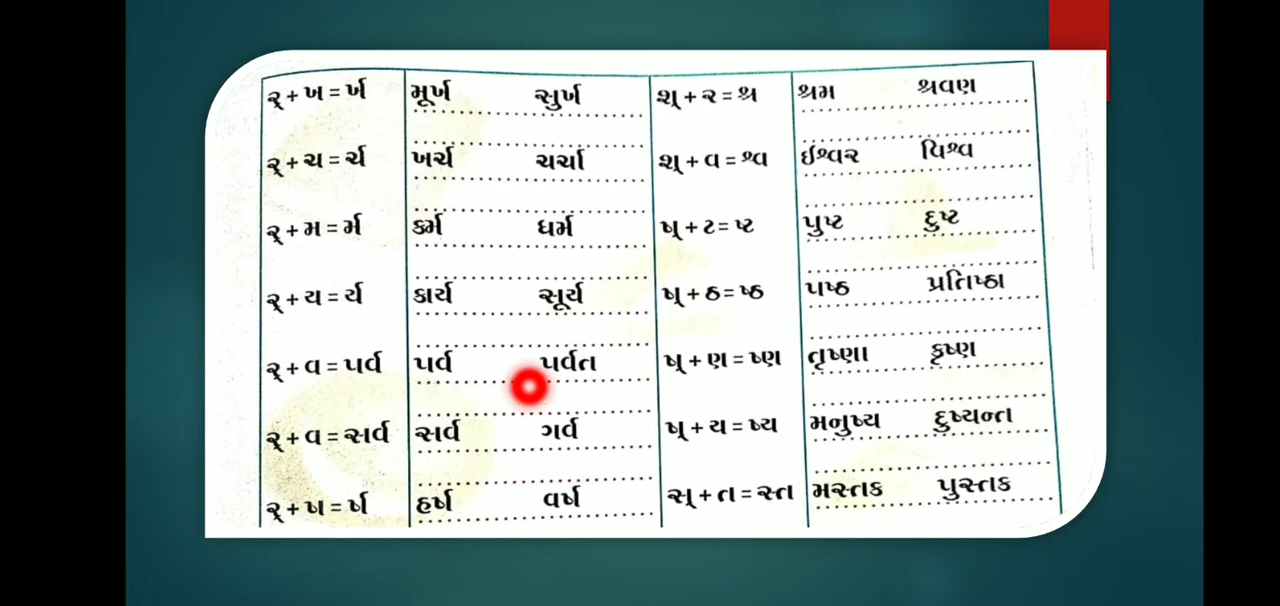 ર્ + ખ = ર્ખ મૂર્ખ સુર્ખ શ્ + ર = શ્ર શ્રમ શ્રવણ
ર્ + ચ = ર્ચ ખર્ચ ચર્ચા શ્ + વ = શ્વ ઈશ્વર વિશ્વ
ર્ + મ = ર્મ કર્મ ધર્મ ષ્ + ટ = ષ્ટ પુષ્ટ દુષ્ટ
ર્ + ય = ર્ય કાર્ય સૂર્ય ષ્ + ઠ = ષ્ઠ પષ્ઠ પ્રતિષ્ઠા
ર્ + વ = પર્વ પર્વ પર્વત ષ્ + ણ = ષ્ણ તૃષ્ણા કૃષ્ણ
ર્ + વ = સર્વ સર્વ ગર્વ ષ્ + ય = ષ્ય મનુષ્ય દુષ્યન્ત
ર્ + ષ = ર્ષ હર્ષ વર્ષ સ્ + ત = સ્ત મસ્તક પુસ્તક